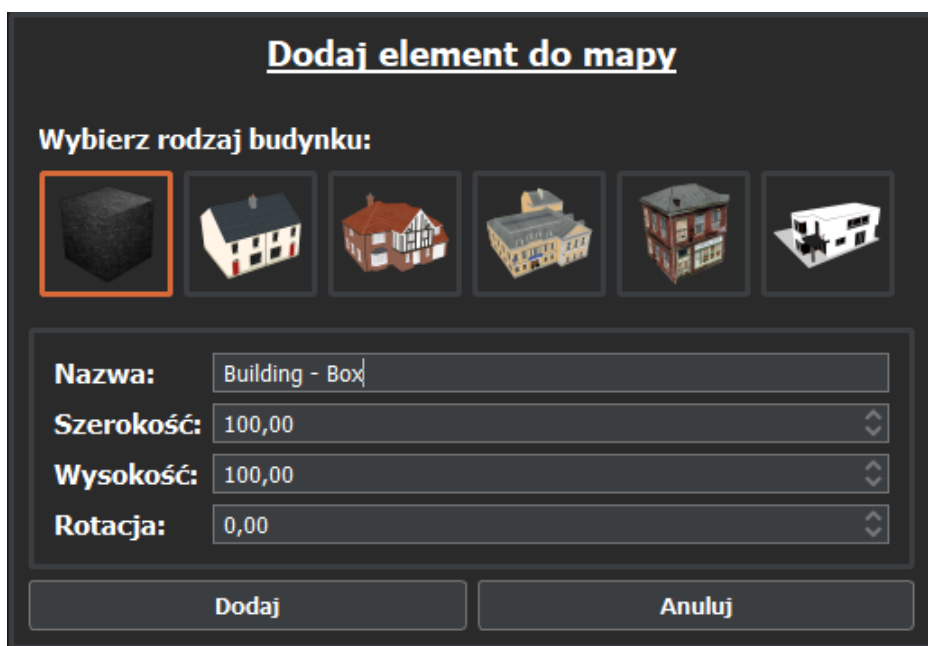 Dodaj element do mapy
Wybierz rodzaj budynku:
Nazwa: Building - Box
Szerokość: 100,00
Wysokość: 100,00
Rotacja: 0,00
Dodaj Anuluj